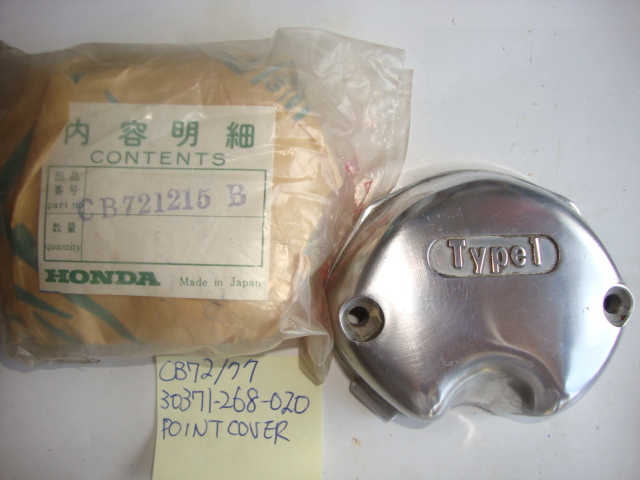 内容明細
CONTENTS
部品番号
part no
CB721215 B
数量
quantity
HONDA
Made in Japan
Type1
CB72/77
30371-268-020
POINT COVER